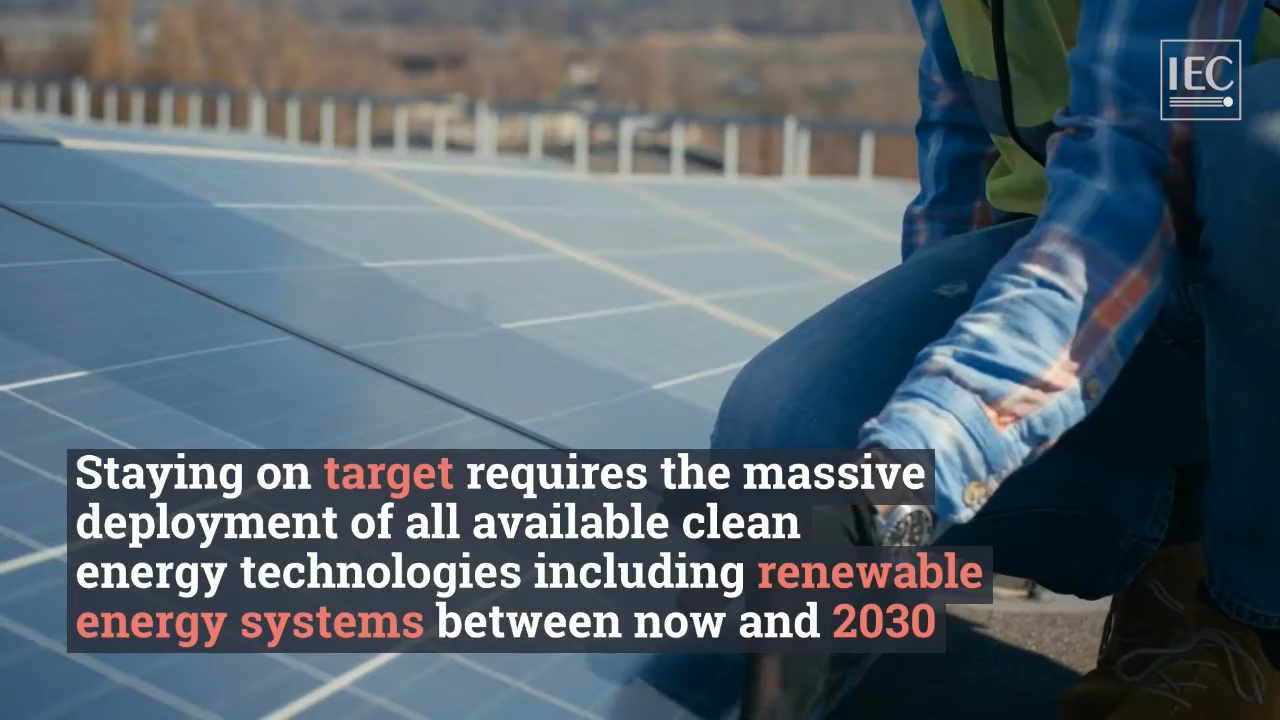 IEC
Staying on target requires the massive
deployment of all available clean
energy technologies including renewable
energy systems between now and 2030